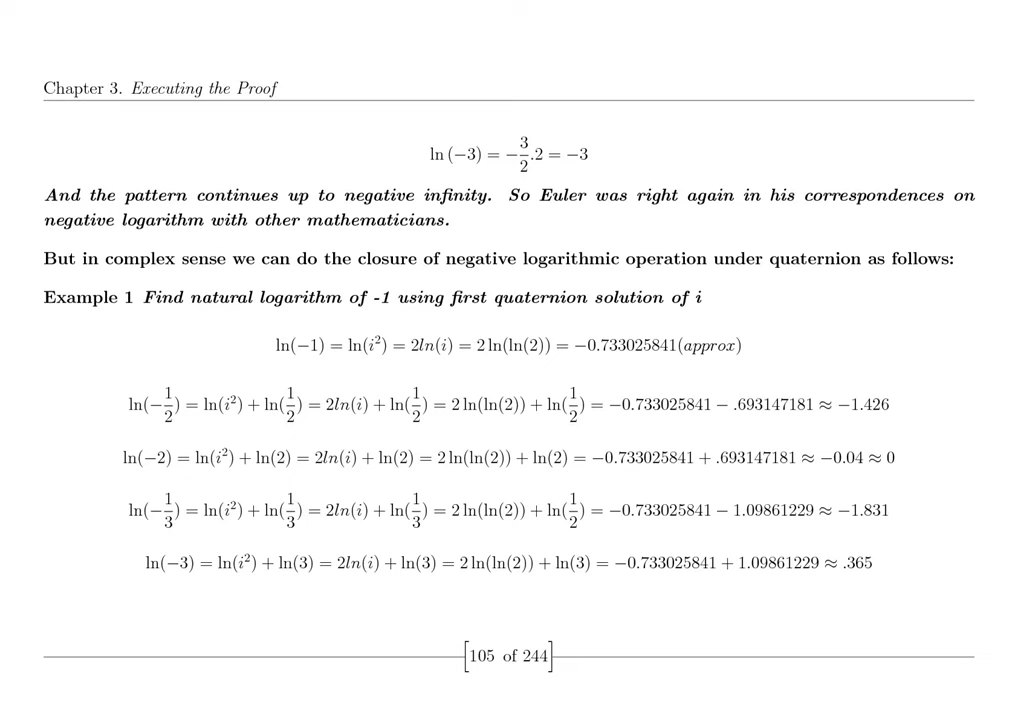 Chapter 3. Executing the Proof
ln (−3) = −3/2.2 = −3
And the pattern continues up to negative infinity. So Euler was right again in his correspondences on
negative logarithm with other mathematicians.
But in complex sense we can do the closure of negative logarithmic operation under quaternion as follows:
Example 1 Find natural logarithm of -1 using first quaternion solution of i
ln(−1) = ln(i²) = 2ln(i) = 2 ln(ln(2)) = −0.733025841(approx)
ln(−1/2) = ln(i²) + ln(1/2) = 2ln(i) + ln(1/2) = 2 ln(ln(2)) + ln(1/2) = −0.733025841 − .693147181 ≈ −1.426
ln(−2) = ln(i²) + ln(2) = 2ln(i) + ln(2) = 2 ln(ln(2)) + ln(2) = −0.733025841 + .693147181 ≈ −0.04 ≈ 0
ln(−1/3) = ln(i²) + ln(1/3) = 2ln(i) + ln(1/3) = 2 ln(ln(2)) + ln(1/2) = −0.733025841 − 1.09861229 ≈ −1.831
ln(−3) = ln(i²) + ln(3) = 2ln(i) + ln(3) = 2 ln(ln(2)) + ln(3) = −0.733025841 + 1.09861229 ≈ .365
[105 of 244]